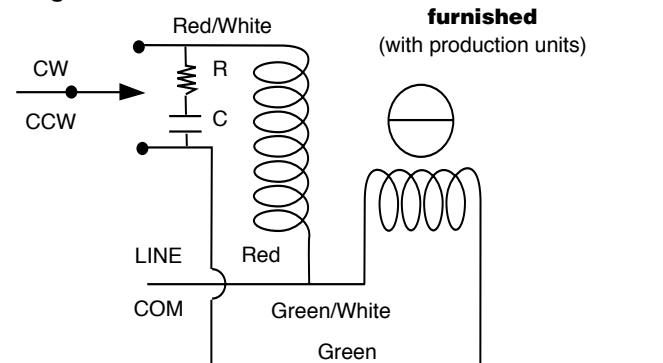 furnished
(with production units)
Red/White
CW
R
C
CCW
LINE
Red
COM
Green/White
Green